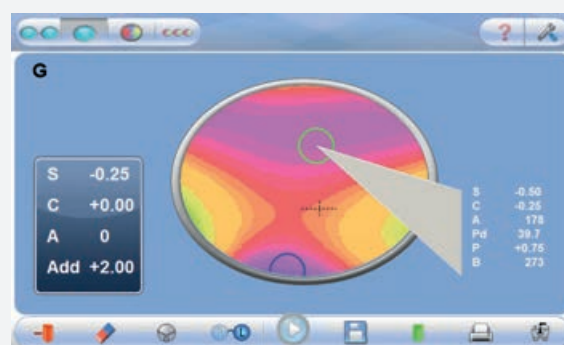 ?
G
S -0.25
C +0.00
A 0
Add +2.00
S -0.50
C -0.25
A 178
Pd 39.7
P +0.75
B 273